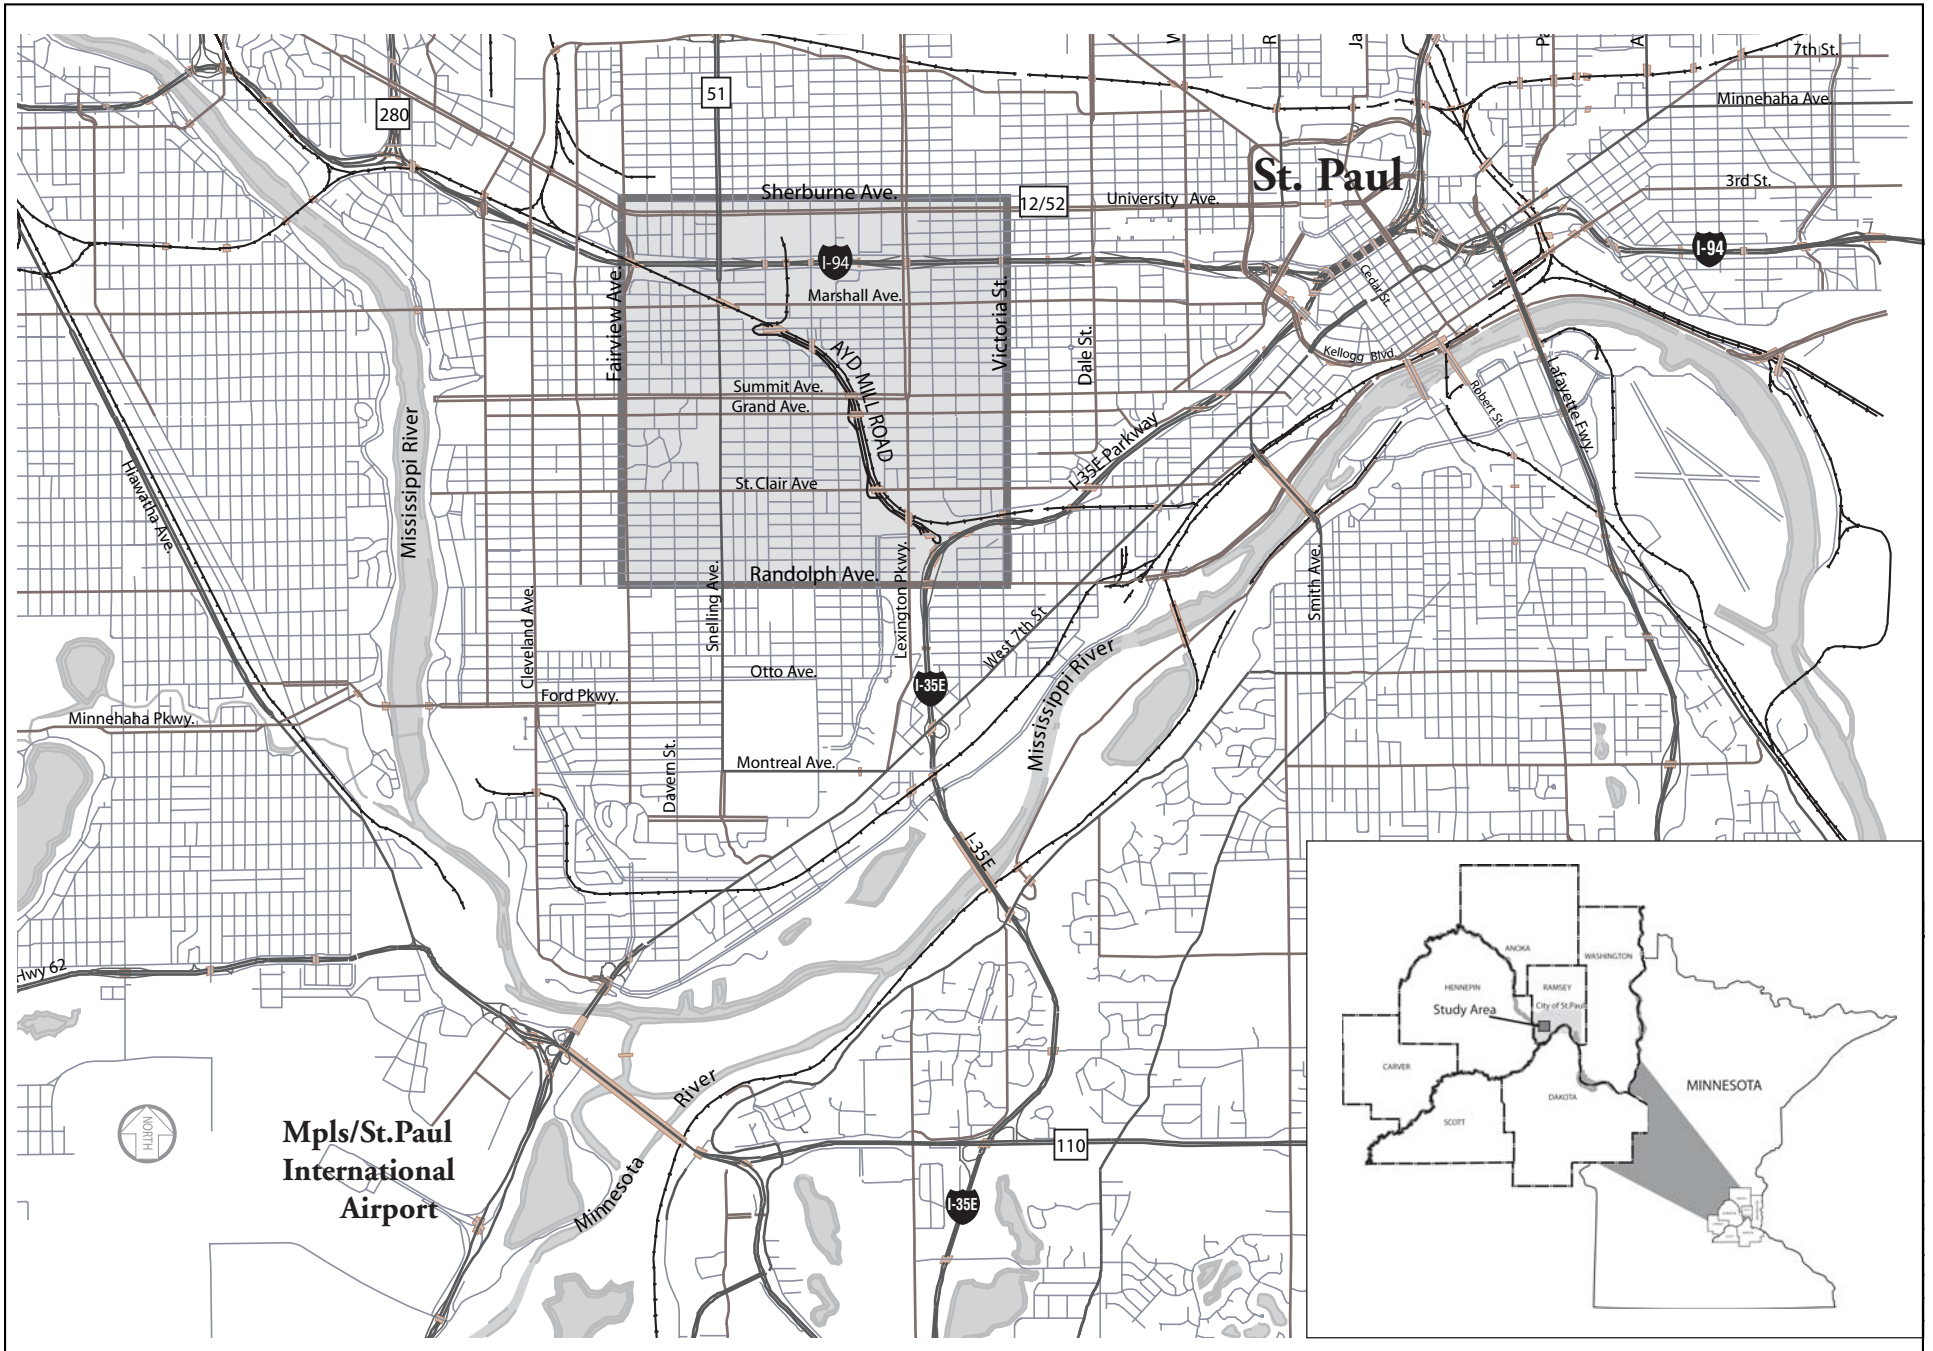 7th St.
51
Minnehaha Ave.
280
St. Paul
3rd St.
Sherburne Ave.
12/52
University Ave.
I-94
I-94
Cedar St.
Fairview Ave.
Marshall Ave.
Victoria St.
Dale St.
AYD MILL ROAD
Kellogg Blvd.
Lafayette Fwy.
Robert St.
Summit Ave.
Grand Ave.
Mississippi River
I-35E Parkway
Hiawatha Ave.
St. Clair Ave
Randolph Ave.
Smith Ave.
Cleveland Ave.
Snelling Ave.
Lexington Pkwy.
West 7th St
Otto Ave.
Ford Pkwy.
I-35E
Mississippi River
Minnehaha Pkwy.
Montreal Ave.
Davern St.
I-35E
Hwy 62
River
Minnesota
NORTH
Mpls/St.Paul
International
Airport
110
I-35E
ANOKA
WASHINGTON
HENNEPIN
RAMSEY
City of St.Paul
Study Area
CARVER
MINNESOTA
DAKOTA
SCOTT